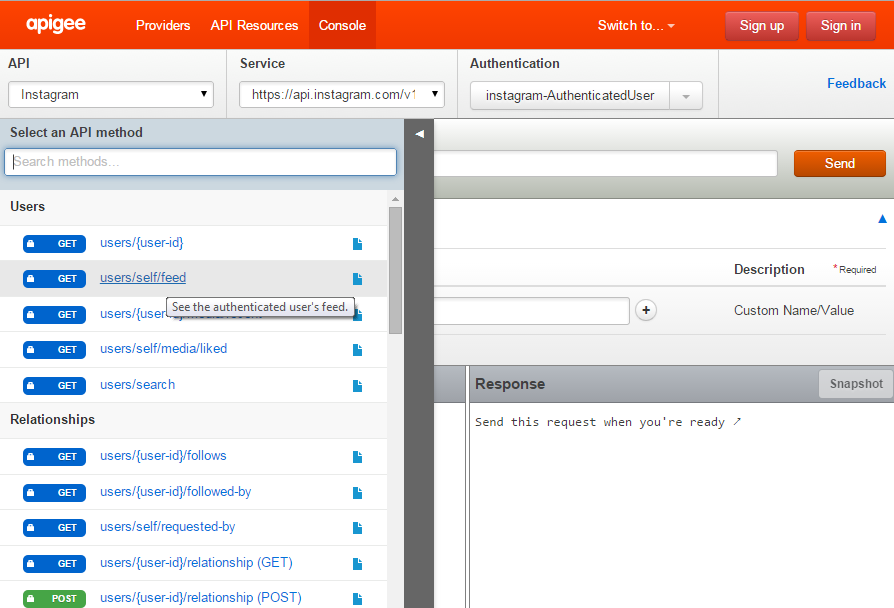 apigee Providers API Resources Console Switch to... Sign up Sign in
API Service Authentication
Feedback
Instagram https://api.instagram.com/v1 instagram-AuthenticatedUser
Select an API method
Search methods...
Send
Users
GET users/{user-id}
GET users/self/feed
Description *Required
See the authenticated user's feed.
GET users/{user-
Custom Name/Value
GET users/self/media/liked
GET users/search
Response Snapshot
Relationships
Send this request when you're ready
GET users/{user-id}/follows
GET users/{user-id}/followed-by
GET users/self/requested-by
GET users/{user-id}/relationship (GET)
POST users/{user-id}/relationship (POST)